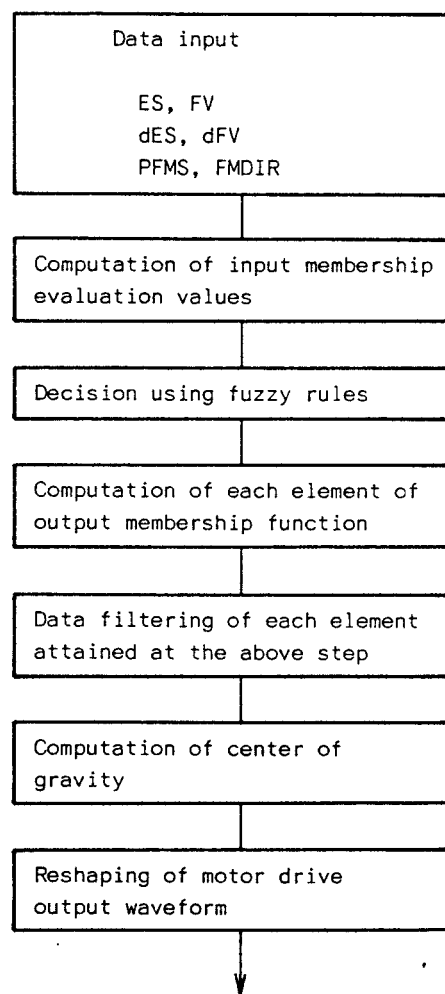 Data input
ES, FV
dES, dFV
PFMS, FMDIR
Computation of input membership
evaluation values
Decision using fuzzy rules
Computation of each element of
output membership function
Data filtering of each element
attained at the above step
Computation of center of
gravity
Reshaping of motor drive
output waveform